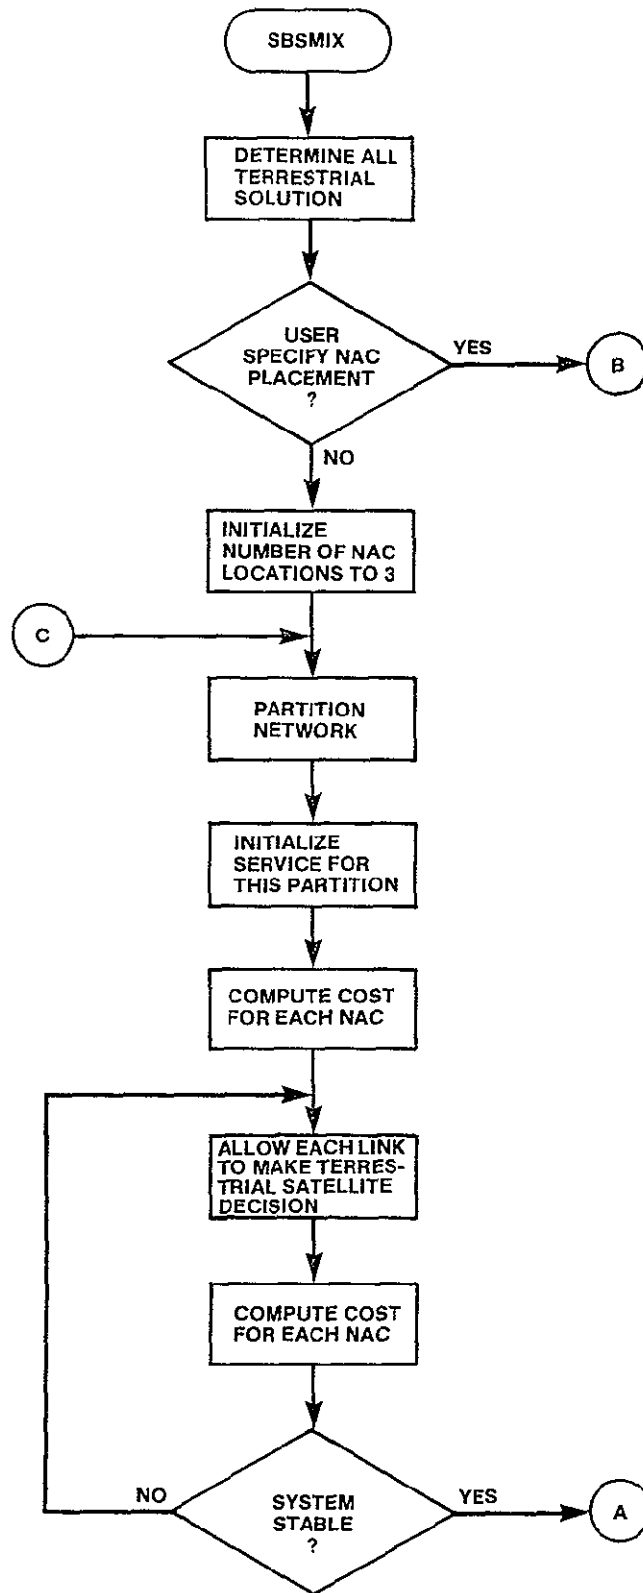 SBSMIX
DETERMINE ALL
TERRESTRIAL
SOLUTION
USER
SPECIFY NAC
PLACEMENT
?
YES
B
NO
INITIALIZE
NUMBER OF NAC
LOCATIONS TO 3
C
PARTITION
NETWORK
INITIALIZE
SERVICE FOR
THIS PARTITION
COMPUTE COST
FOR EACH NAC
ALLOW EACH LINK
TO MAKE TERRES-
TRIAL SATELLITE
DECISION
COMPUTE COST
FOR EACH NAC
NO
SYSTEM
STABLE
?
YES
A